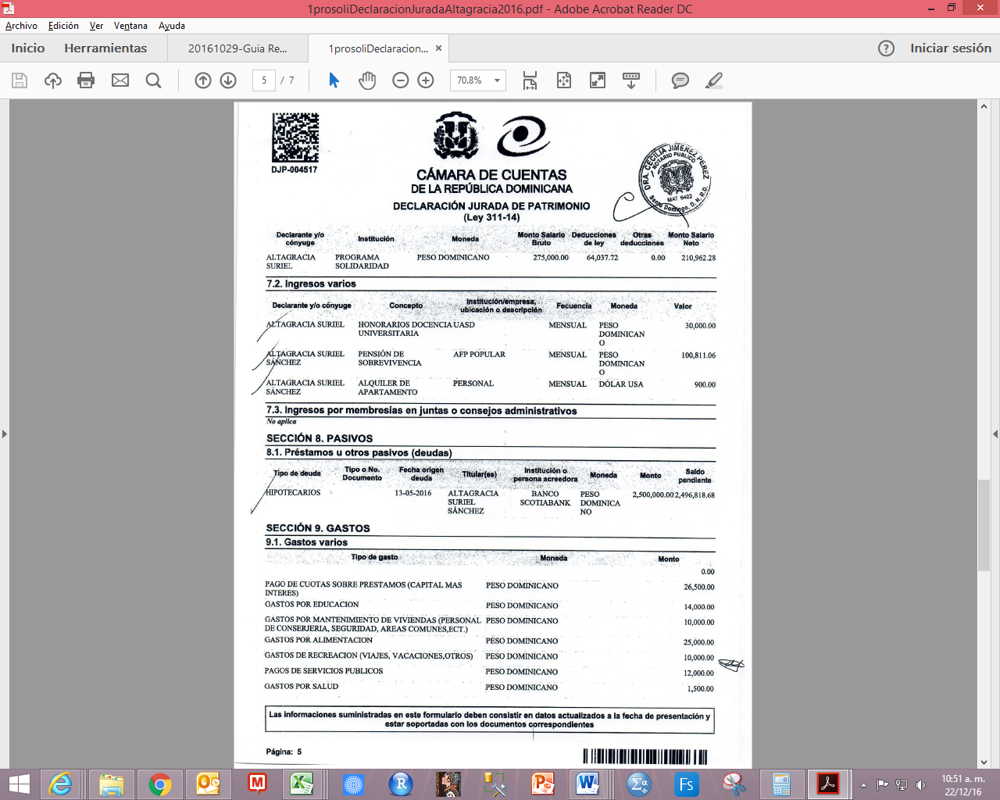 1prosoliDeclaracionJuradaAltagracia2016.pdf - Adobe Acrobat Reader DC
Archivo Edición Ver Ventana Ayuda
Inicio Herramientas 20161029-Guia Re... 1prosoliDeclaracion... × Iniciar sesión
5 / 7 70.8%
DJP-004517
DRA. CECILIA JIMENEZ PEREZ
NOTARIO PUBLICO
MAT 6422
Santo Domingo, D. N., R.D.
CÁMARA DE CUENTAS
DE LA REPÚBLICA DOMINICANA
DECLARACIÓN JURADA DE PATRIMONIO
(Ley 311-14)
Declarante y/o cónyuge Institución Moneda Monto Salario Bruto Deducciones de ley Otras deducciones Monto Salario Neto
ALTAGRACIA PROGRAMA PESO DOMINICANO 275,000.00 64,037.72 0.00 210,962.28
SURIEL SOLIDARIDAD
7.2. Ingresos varios
Declarante y/o cónyuge Concepto Institución/empresa, ubicación o descripción Fecuencia Moneda Valor
ALTAGRACIA SURIEL HONORARIOS DOCENCIA UASD MENSUAL PESO 30,000.00
UNIVERSITARIA DOMINICAN
O
ALTAGRACIA SURIEL PENSIÓN DE AFP POPULAR MENSUAL PESO 100,811.06
SÁNCHEZ SOBREVIVENCIA DOMINICAN
O
ALTAGRACIA SURIEL ALQUILER DE PERSONAL MENSUAL DÓLAR USA 900.00
SÁNCHEZ APARTAMENTO
7.3. Ingresos por membresías en juntas o consejos administrativos
No aplica
SECCIÓN 8. PASIVOS
8.1. Préstamos u otros pasivos (deudas)
Tipo de deuda Tipo o No. Documento Fecha origen deuda Titular(es) Institución o persona acreedora Moneda Monto Saldo pendiente
HIPOTECARIOS 13-05-2016 ALTAGRACIA BANCO PESO 2,500,000.00 2,496,818.68
SURIEL SCOTIABANK DOMINICA
SÁNCHEZ NO
SECCIÓN 9. GASTOS
9.1. Gastos varios
Tipo de gasto Moneda Monto
0.00
PAGO DE CUOTAS SOBRE PRESTAMOS (CAPITAL MAS PESO DOMINICANO 26,500.00
INTERES)
GASTOS POR EDUCACION PESO DOMINICANO 14,000.00
GASTOS POR MANTENIMIENTO DE VIVIENDAS (PERSONAL PESO DOMINICANO 10,000.00
DE CONSERJERIA, SEGURIDAD, AREAS COMUNES,ECT.)
GASTOS POR ALIMENTACION PESO DOMINICANO 25,000.00
GASTOS DE RECREACION (VIAJES, VACACIONES,OTROS) PESO DOMINICANO 10,000.00
PAGOS DE SERVICIOS PUBLICOS PESO DOMINICANO 12,000.00
GASTOS POR SALUD PESO DOMINICANO 1,500.00
Las informaciones suministradas en este formulario deben consistir en datos actualizados a la fecha de presentación y
estar soportadas con los documentos correspondientes
Página: 5
10:51 a. m.
22/12/16